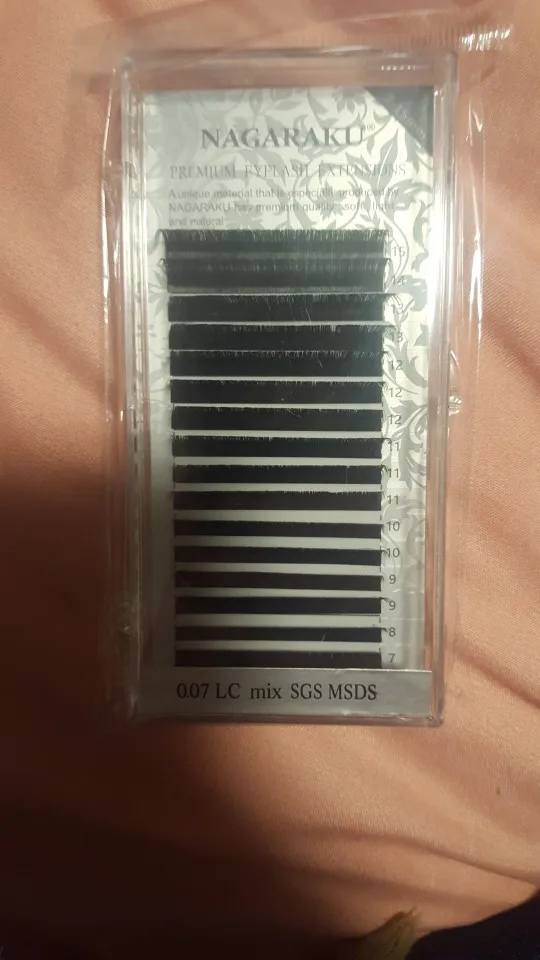 NAGARAKU®
PREMIUM EYELASH EXTENSIONS
A unique material that is especially produced by
NAGARAKU has premium quality: soft, light
and natural
15
14
13
13
12
12
12
11
11
11
10
10
9
9
8
7
0.07 LC mix SGS MSDS